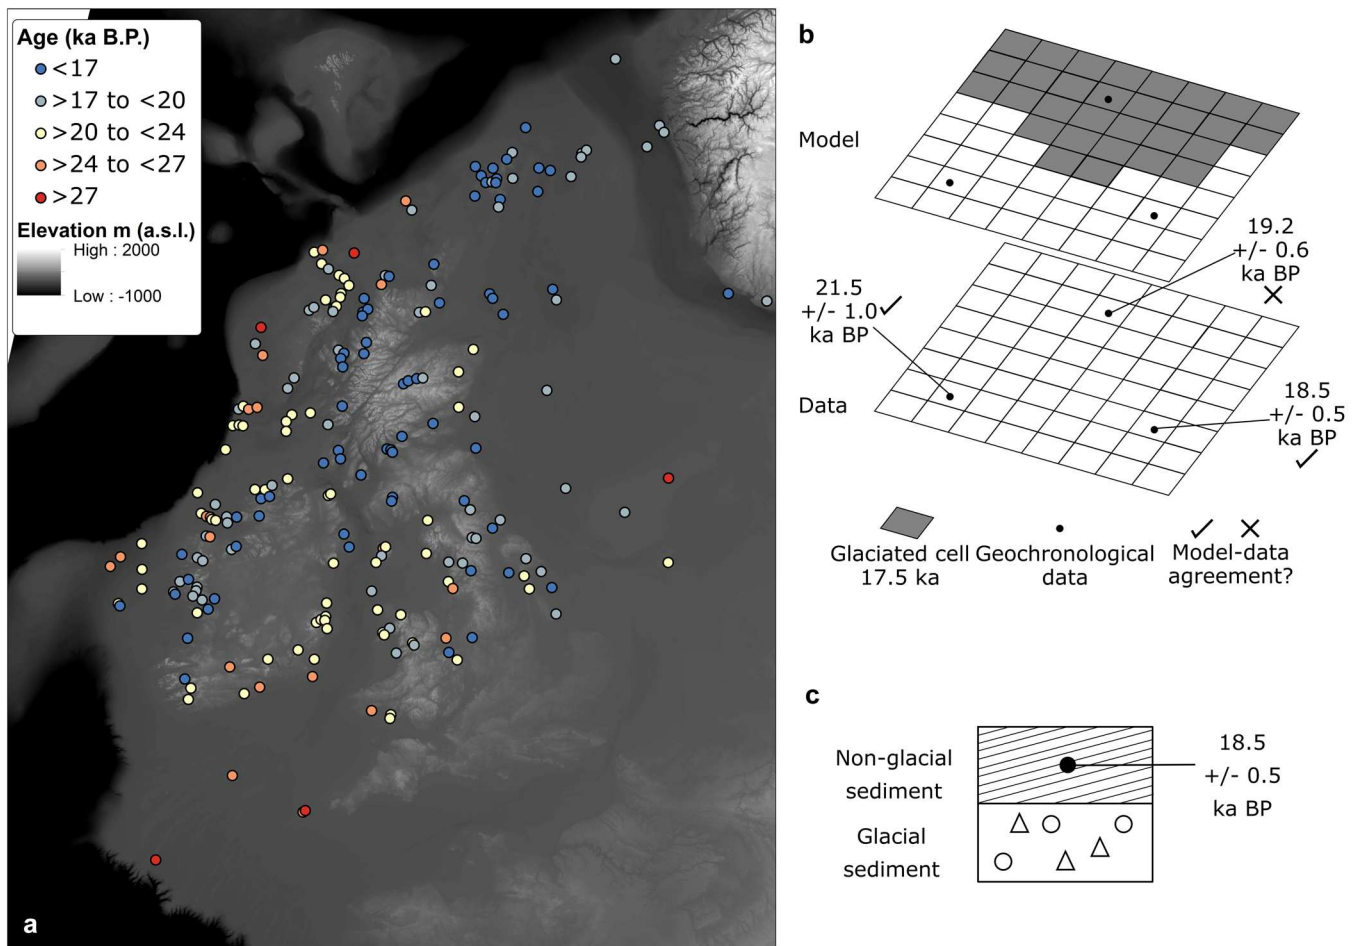 Age (ka B.P.)
<17
>17 to <20
>20 to <24
>24 to <27
>27
Elevation m (a.s.l.)
High : 2000
Low : -1000
a
b
Model
19.2
+/- 0.6
ka BP
21.5
+/- 1.0
ka BP
Data
18.5
+/- 0.5
ka BP
Glaciated cell
17.5 ka
Geochronological
data
Model-data
agreement?
c
Non-glacial
sediment
18.5
+/- 0.5
ka BP
Glacial
sediment